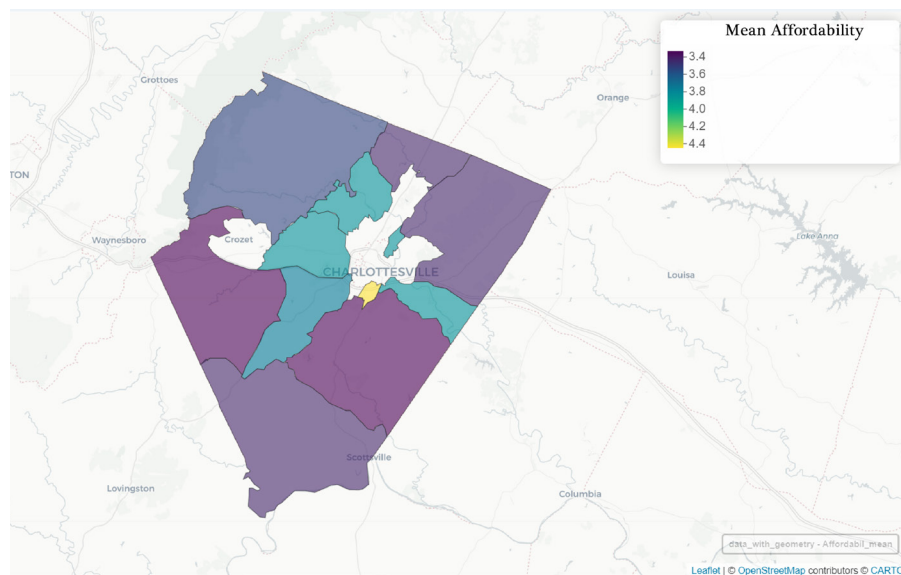 Mean Affordability
3.4
3.6
3.8
4.0
4.2
4.4
Grottoes
Orange
TON
Waynesboro
Crozet
Lake Anna
CHARLOTTESVILLE
Louisa
Scottsville
Lovington
Columbia
data_with_geometry - Affordabil_mean
Leaflet | © OpenStreetMap contributors © CARTO